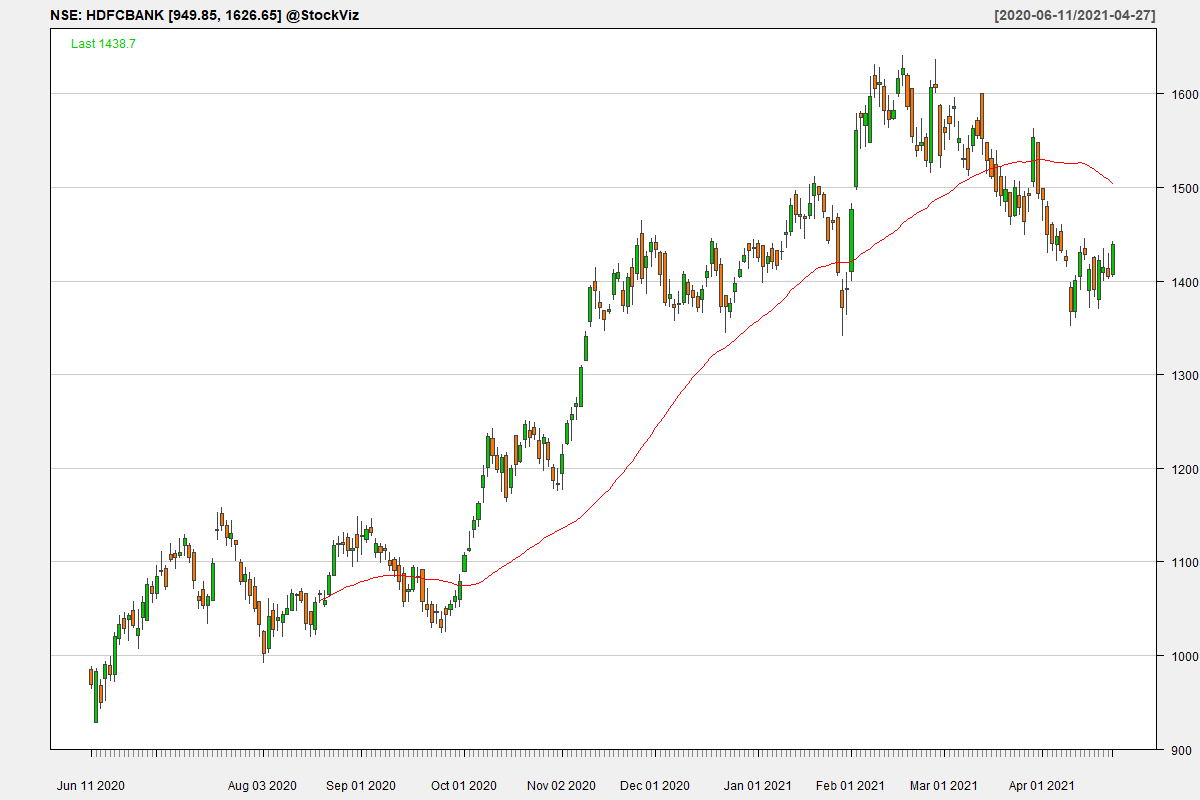 NSE: HDFCBANK [949.85, 1626.65] @StockViz [2020-06-11/2021-04-27]
Last 1438.7
1600
1500
1400
1300
1200
1100
1000
900
Jun 11 2020 Aug 03 2020 Sep 01 2020 Oct 01 2020 Nov 02 2020 Dec 01 2020 Jan 01 2021 Feb 01 2021 Mar 01 2021 Apr 01 2021